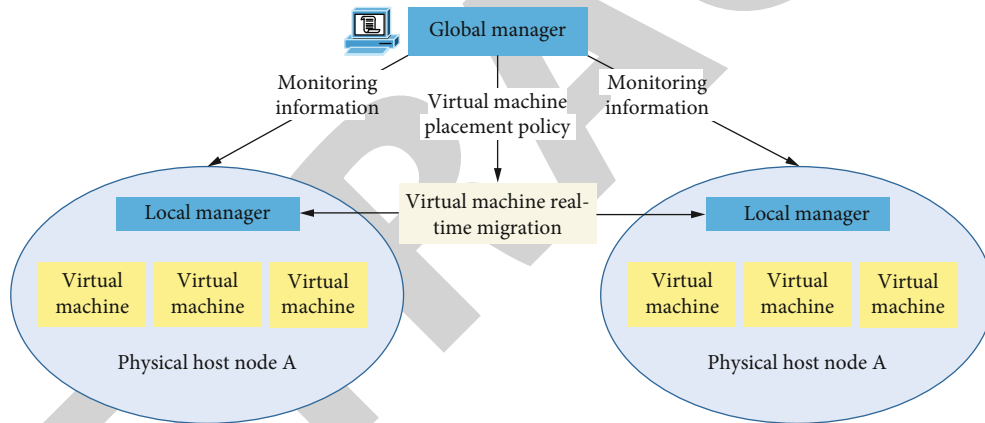 Global manager
Monitoring
information
Virtual machine
placement policy
Monitoring
information
Local manager
Virtual machine real-
time migration
Local manager
Virtual
machine
Virtual
machine
Virtual
machine
Physical host node A
Virtual
machine
Virtual
machine
Virtual
machine
Physical host node A